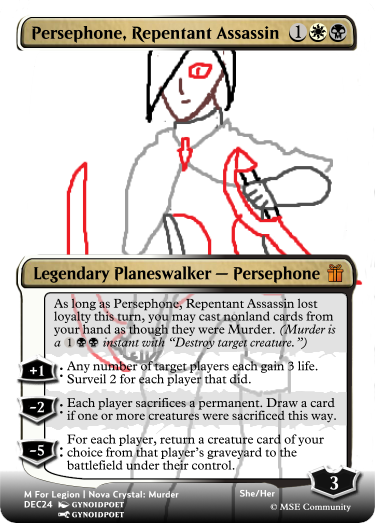 Persephone, Repentant Assassin 1
Legendary Planeswalker — Persephone
As long as Persephone, Repentant Assassin lost
loyalty this turn, you may cast nonland cards from
your hand as though they were Murder. (Murder is
a 1 instant with “Destroy target creature.”)
+1: Any number of target players each gain 3 life.
Surveil 2 for each player that did.
-2: Each player sacrifices a permanent. Draw a card
if one or more creatures were sacrificed this way.
-5: For each player, return a creature card of your
choice from that player's graveyard to the
battlefield under their control.
3
M For Legion | Nova Crystal: Murder She/Her
DEC24 GYNOIDPOET © MSE Community
GYNOIDPOET